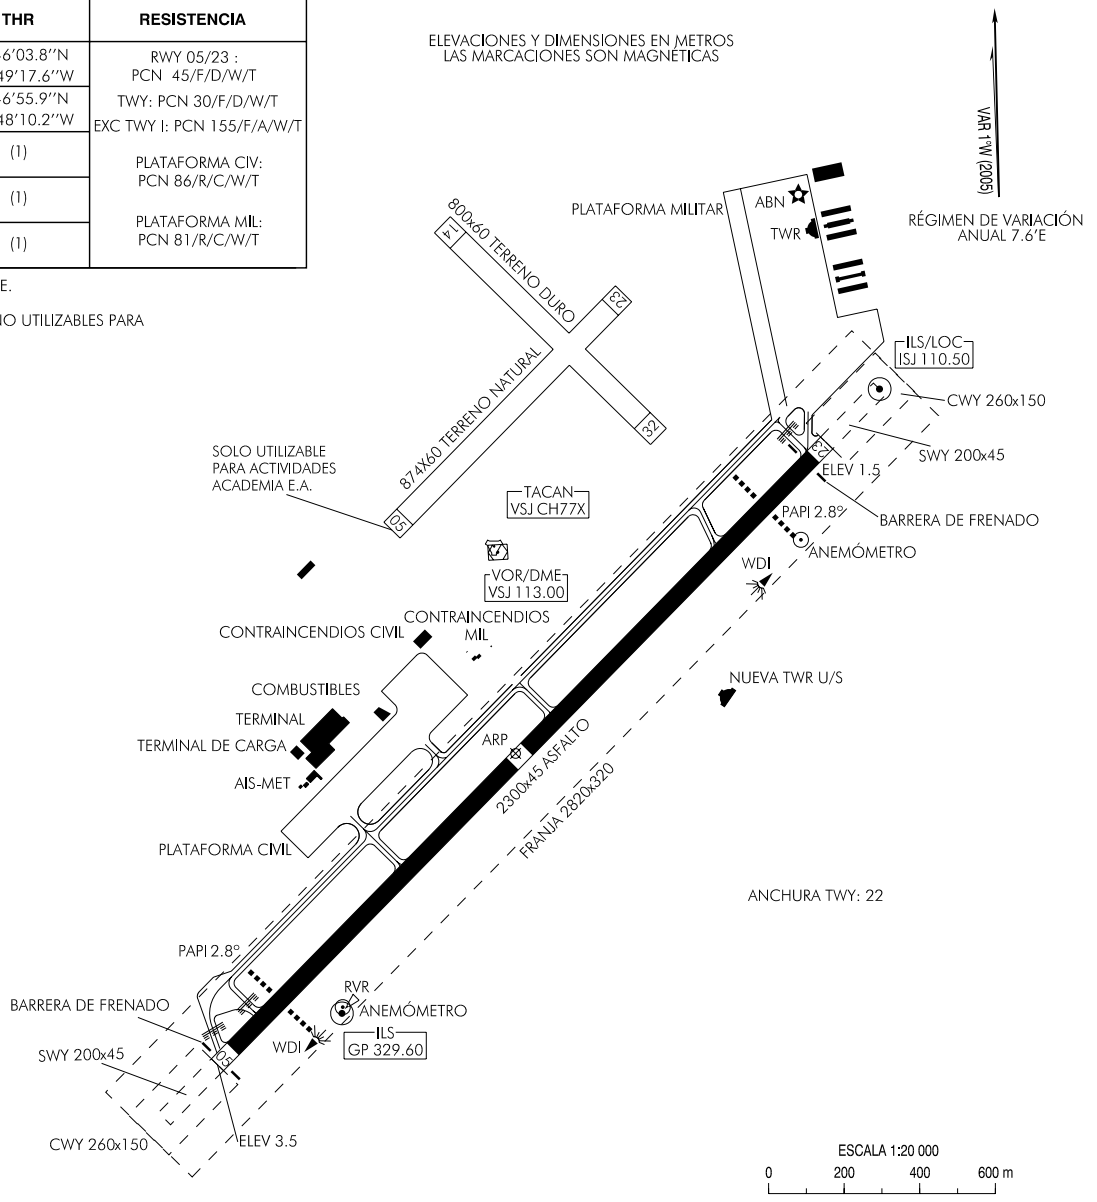 THR
RESISTENCIA
6'03.8''N
49'17.6''W
6'55.9''N
48'10.2''W
(1)
(1)
(1)
RWY 05/23 :
PCN 45/F/D/W/T
TWY: PCN 30/F/D/W/T
EXC TWY I: PCN 155/F/A/W/T
PLATAFORMA CIV:
PCN 86/R/C/W/T
PLATAFORMA MIL:
PCN 81/R/C/W/T
E.
NO UTILIZABLES PARA
ELEVACIONES Y DIMENSIONES EN METROS
LAS MARCACIONES SON MAGNÉTICAS
VAR 1°W (2005)
RÉGIMEN DE VARIACIÓN
ANUAL 7.6'E
PLATAFORMA MILITAR
ABN
TWR
800x60 TERRENO DURO
14
23
32
05
874X60 TERRENO NATURAL
SOLO UTILIZABLE
PARA ACTIVIDADES
ACADEMIA E.A.
ILS/LOC
ISJ 110.50
CWY 260x150
SWY 200x45
23
ELEV 1.5
BARRERA DE FRENADO
PAPI 2.8º
ANEMÓMETRO
WDI
TACAN
VSJ CH77X
VOR/DME
VSJ 113.00
CONTRAINCENDIOS CIVIL
CONTRAINCENDIOS
MIL.
COMBUSTIBLES
TERMINAL
TERMINAL DE CARGA
AIS-MET
PLATAFORMA CIVIL
NUEVA TWR U/S
ARP
2300x45 ASFALTO
FRANJA 2820x320
ANCHURA TWY: 22
PAPI 2.8º
BARRERA DE FRENADO
RVR
ANEMÓMETRO
ILS
GP 329.60
WDI
05
SWY 200x45
CWY 260x150
ELEV 3.5
ESCALA 1:20 000
0 200 400 600 m